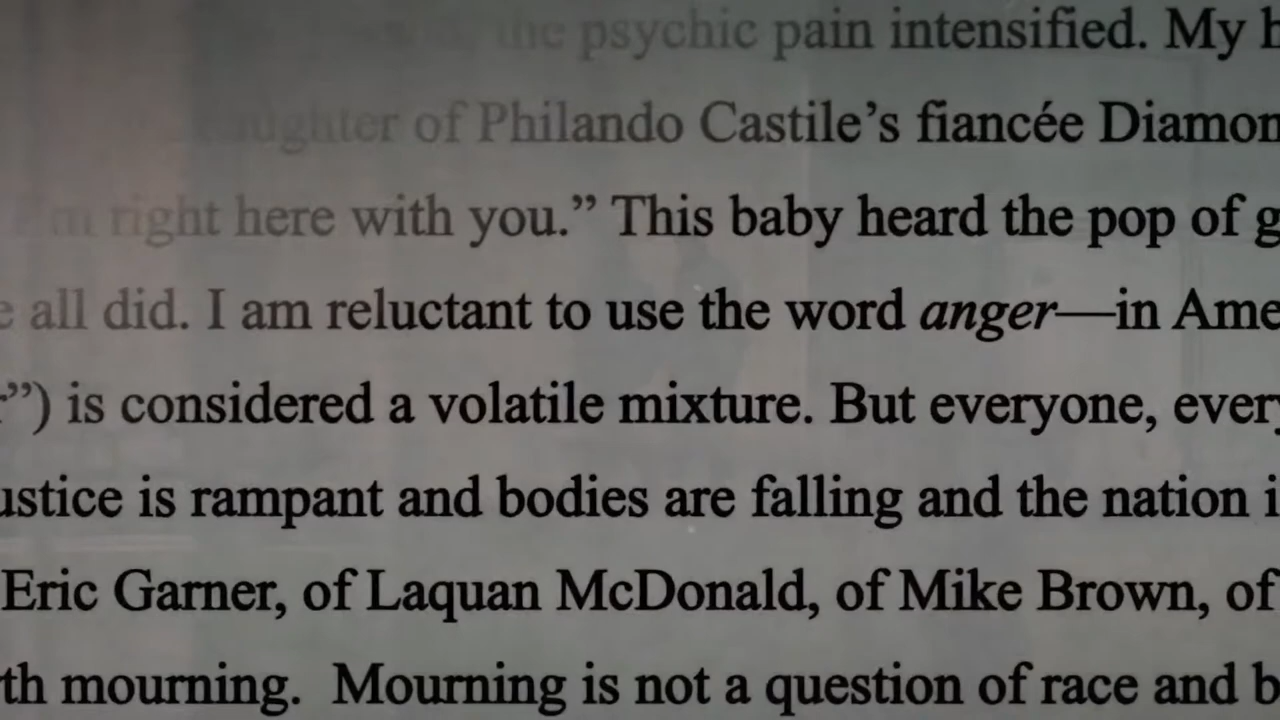 the psychic pain intensified. My
daughter of Philando Castile’s fiancée Diamon
I’m right here with you.” This baby heard the pop of g
e all did. I am reluctant to use the word anger—in Ame
r”) is considered a volatile mixture. But everyone, every
ustice is rampant and bodies are falling and the nation i
Eric Garner, of Laquan McDonald, of Mike Brown, of
th mourning. Mourning is not a question of race and b